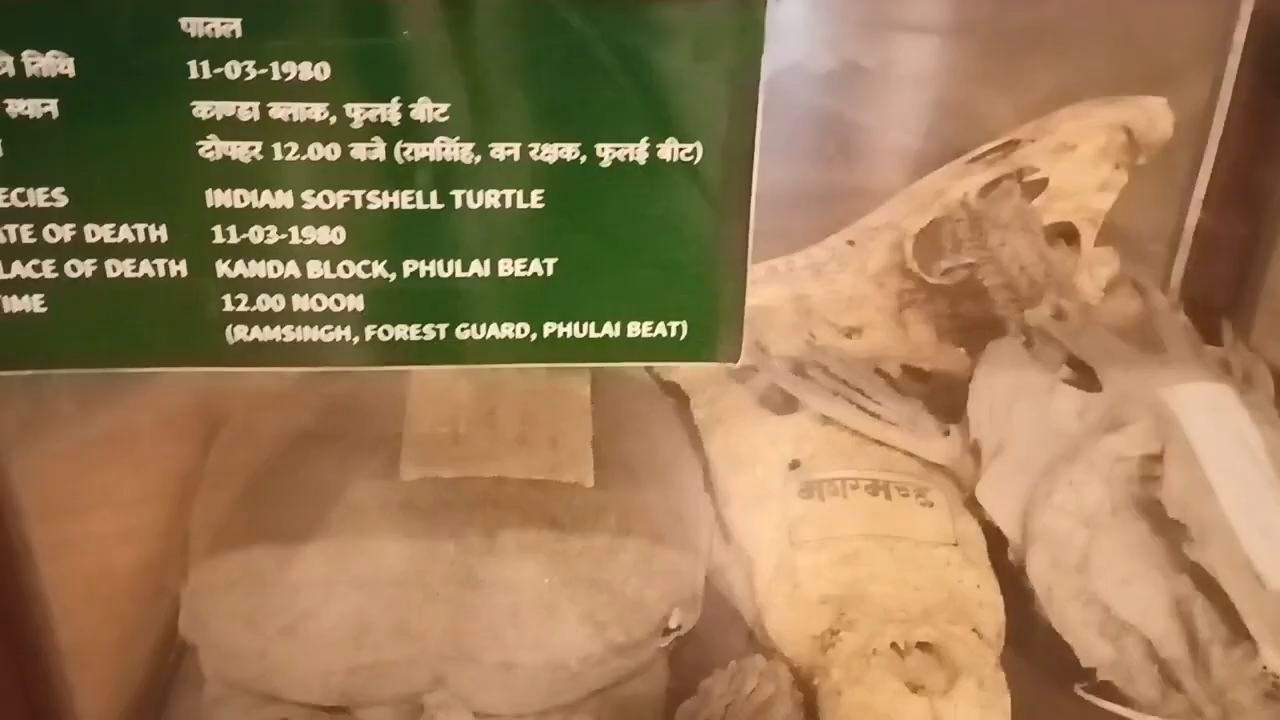 पातल
तिथि 11-03-1980
स्थान काण्डा ब्लाक, फुलई बीट
दोपहर 12.00 बजे (रामसिंह, वन रक्षक, फुलई बीट)
ECIES INDIAN SOFTSHELL TURTLE
ATE OF DEATH 11-03-1980
LACE OF DEATH KANDA BLOCK, PHULAI BEAT
IME 12.00 NOON
(RAMSINGH, FOREST GUARD, PHULAI BEAT)
मगरमच्छ